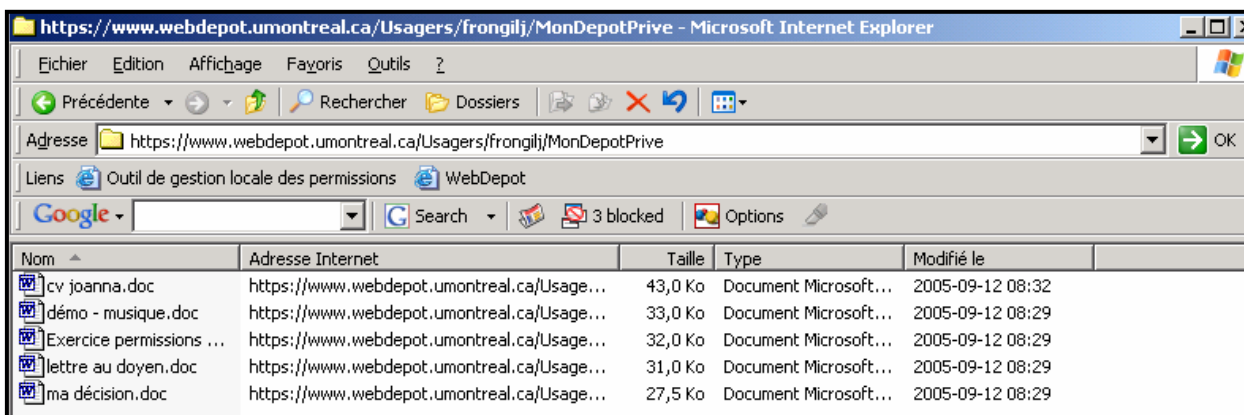 https://www.webdepot.umontreal.ca/Usagers/frongilj/MonDepotPrive - Microsoft Internet Explorer
Fichier Edition Affichage Favoris Outils ?
Précédente Rechercher Dossiers
Adresse https://www.webdepot.umontreal.ca/Usagers/frongilj/MonDepotPrive OK
Liens Outil de gestion locale des permissions WebDepot
Google Search 3 blocked Options
Nom Adresse Internet Taille Type Modifié le
cv joanna.doc https://www.webdepot.umontreal.ca/Usage... 43,0 Ko Document Microsoft... 2005-09-12 08:32
démo - musique.doc https://www.webdepot.umontreal.ca/Usage... 33,0 Ko Document Microsoft... 2005-09-12 08:29
Exercice permissions ... https://www.webdepot.umontreal.ca/Usage... 32,0 Ko Document Microsoft... 2005-09-12 08:29
lettre au doyen.doc https://www.webdepot.umontreal.ca/Usage... 31,0 Ko Document Microsoft... 2005-09-12 08:29
ma décision.doc https://www.webdepot.umontreal.ca/Usage... 27,5 Ko Document Microsoft... 2005-09-12 08:29